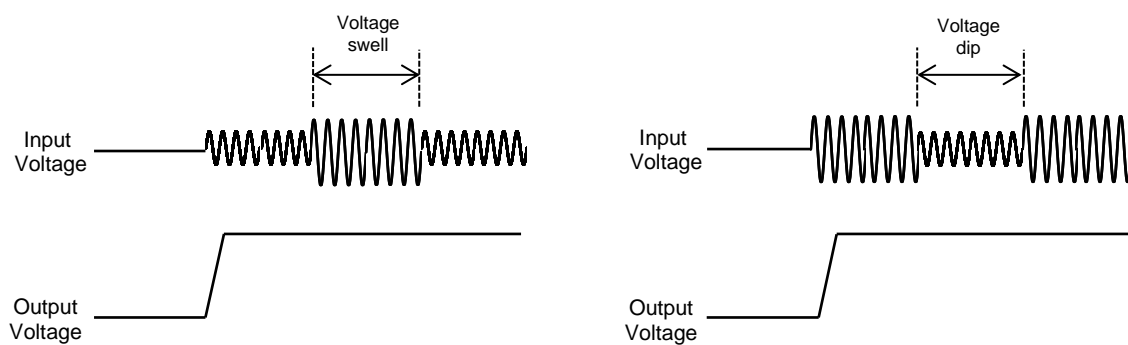 Voltage
swell
Input
Voltage
Output
Voltage
Voltage
dip
Input
Voltage
Output
Voltage